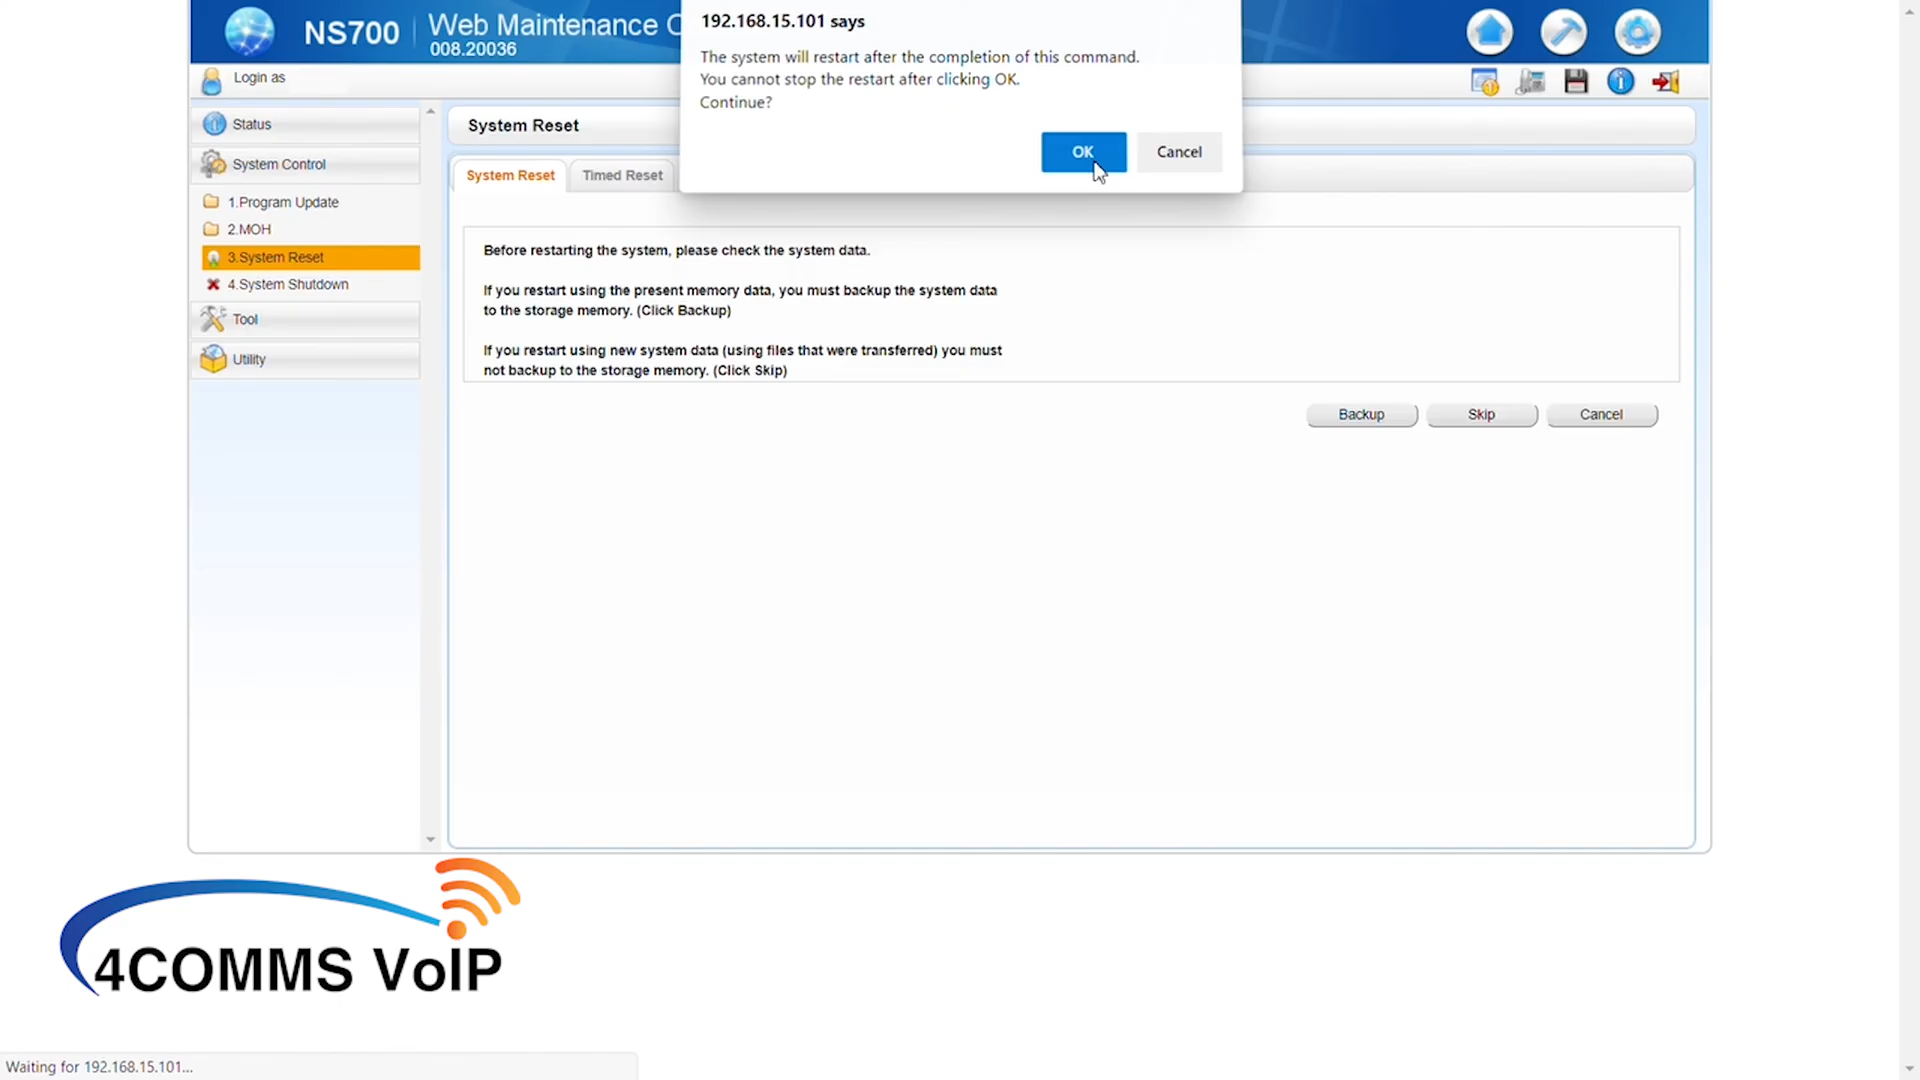 NS700
Web Maintenance C
008.20036
192.168.15.101 says
The system will restart after the completion of this command.
You cannot stop the restart after clicking OK.
Continue?
OK
Cancel
Login as
Status
System Control
1.Program Update
2.MOH
3.System Reset
4.System Shutdown
Tool
Utility
System Reset
System Reset
Timed Reset
Before restarting the system, please check the system data.
If you restart using the present memory data, you must backup the system data
to the storage memory. (Click Backup)
If you restart using new system data (using files that were transferred) you must
not backup to the storage memory. (Click Skip)
Backup
Skip
Cancel
4COMMS VoIP
Waiting for 192.168.15.101...